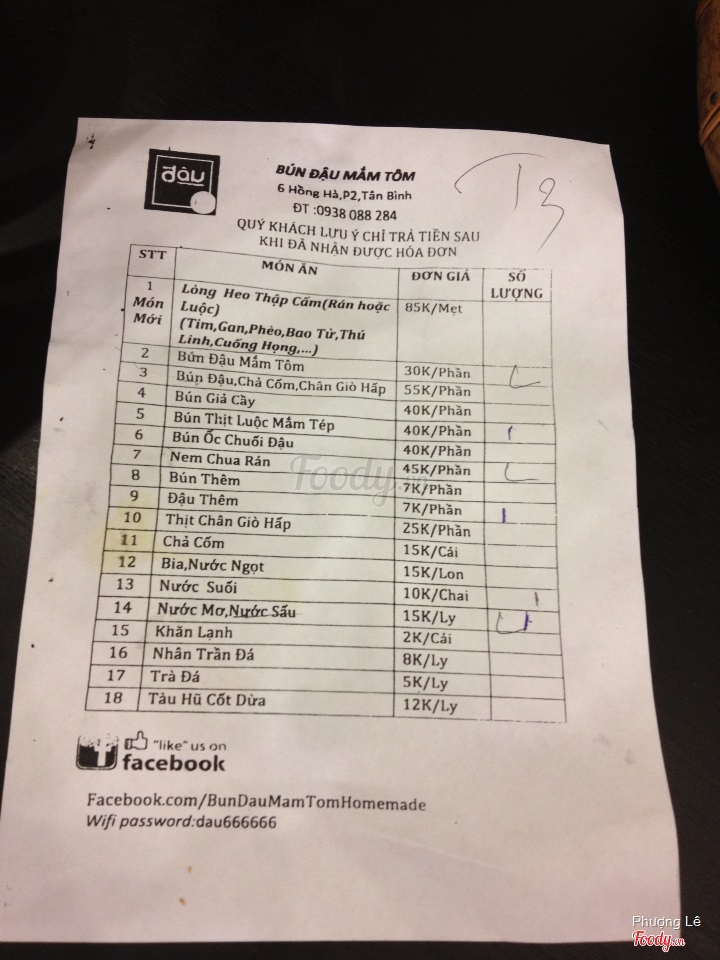 đậu
BÚN ĐẬU MẮM TÔM
6 Hồng Hà,P2,Tân Bình
ĐT :0938 088 284
T3
QUÝ KHÁCH LƯU Ý CHỈ TRẢ TIỀN SAU
KHI ĐÃ NHẬN ĐƯỢC HÓA ĐƠN
STT MÓN ĂN ĐƠN GIÁ SỐ LƯỢNG
1 Món Mới Lòng Heo Thập Cẩm(Rán hoặc 85K/Mẹt
Luộc)
(Tim,Gan,Phèo,Bao Tử,Thú
Linh,Cuống Họng,...)
2 Bứn Đậu Mắm Tôm 30K/Phần
3 Bún Đậu,Chả Cốm,Chân Giò Hấp 55K/Phần
4 Bún Giả Cầy 40K/Phần
5 Bún Thịt Luộc Mắm Tép 40K/Phần
6 Bún Ốc Chuối Đậu 40K/Phần
7 Nem Chua Rán 45K/Phần
8 Bún Thêm 7K/Phần
9 Đậu Thêm 7K/Phần
10 Thịt Chân Giò Hấp 25K/Phần
11 Chả Cốm 15K/Cái
12 Bia,Nước Ngọt 15K/Lon
13 Nước Suối 10K/Chai
14 Nước Mơ,Nước Sấu 15K/Ly
15 Khăn Lạnh 2K/Cái
16 Nhân Trần Đá 8K/Ly
17 Trà Đá 5K/Ly
18 Tàu Hũ Cốt Dừa 12K/Ly
"like" us on
facebook
Facebook.com/BunDauMamTomHomemade
Wifi password:dau666666
Foody.vn
Phương Lê
Foody.vn